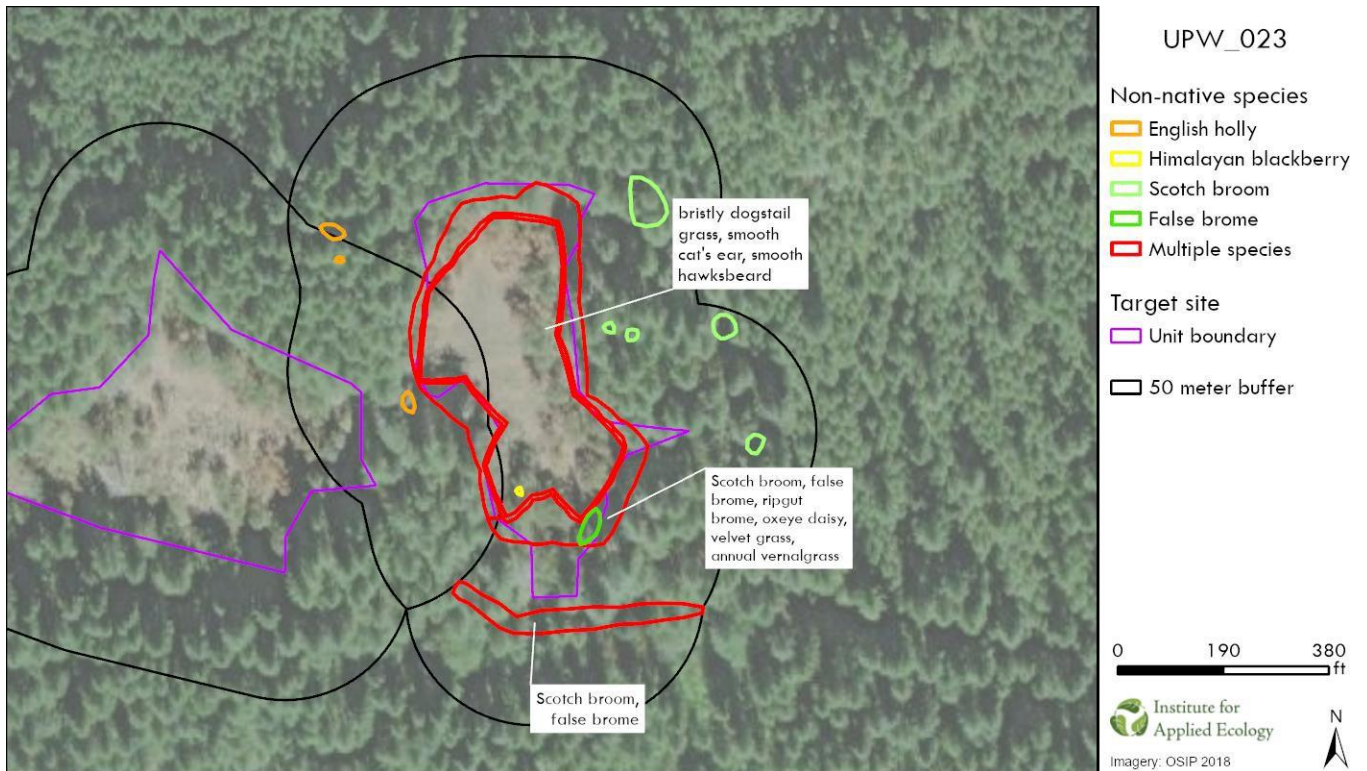 UPW_023
Non-native species
English holly
Himalayan blackberry
Scotch broom
False brome
Multiple species
Target site
Unit boundary
50 meter buffer
bristly dogstail
grass, smooth
cat's ear, smooth
hawksbeard
Scotch broom, false
brome, ripgut
brome, oxeye daisy,
velvet grass,
annual vernalgrass
Scotch broom,
false brome
0 190 380
ft
Institute for
Applied Ecology
N
Imagery: OSIP 2018